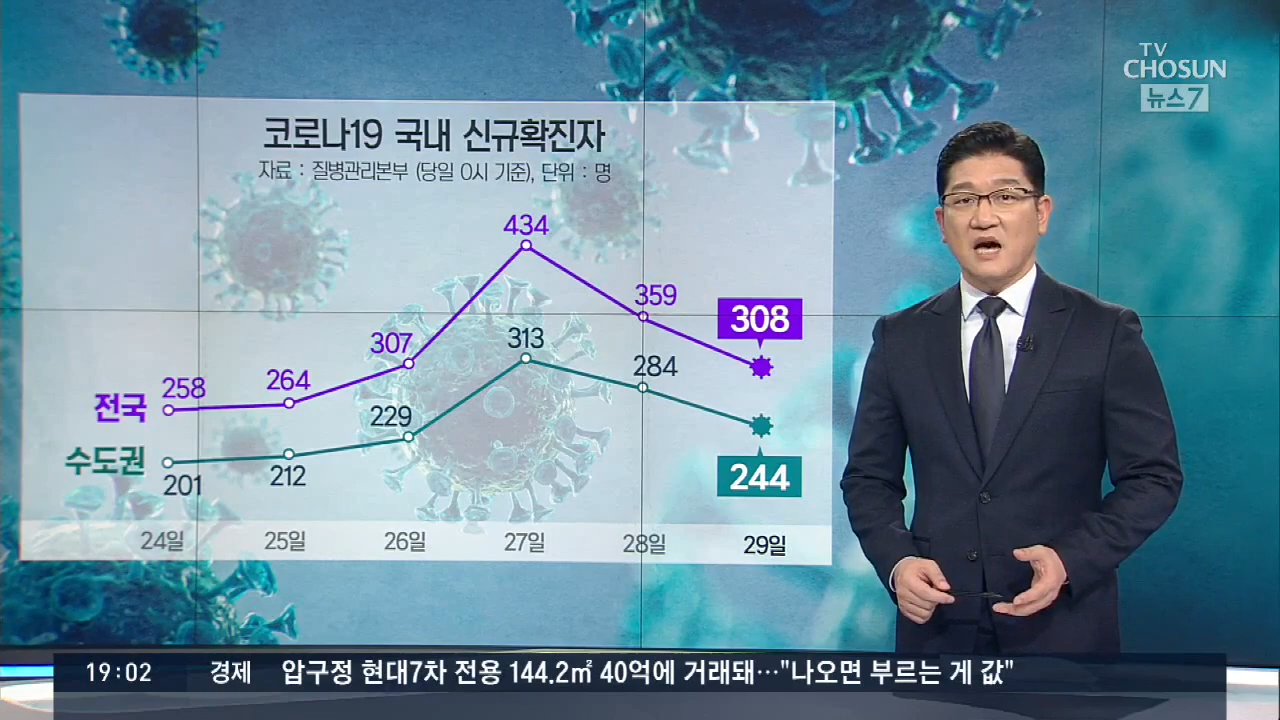 TV
CHOSUN
뉴스7
코로나19 국내 신규확진자
자료 : 질병관리본부 (당일 0시 기준), 단위 : 명
434
359
308
307
313
258
264
284
전국
229
수도권
201
212
244
24일
25일
26일
27일
28일
29일
19:02 경제 압구정 현대7차 전용 144.2㎡ 40억에 거래돼…"나오면 부르는 게 값"